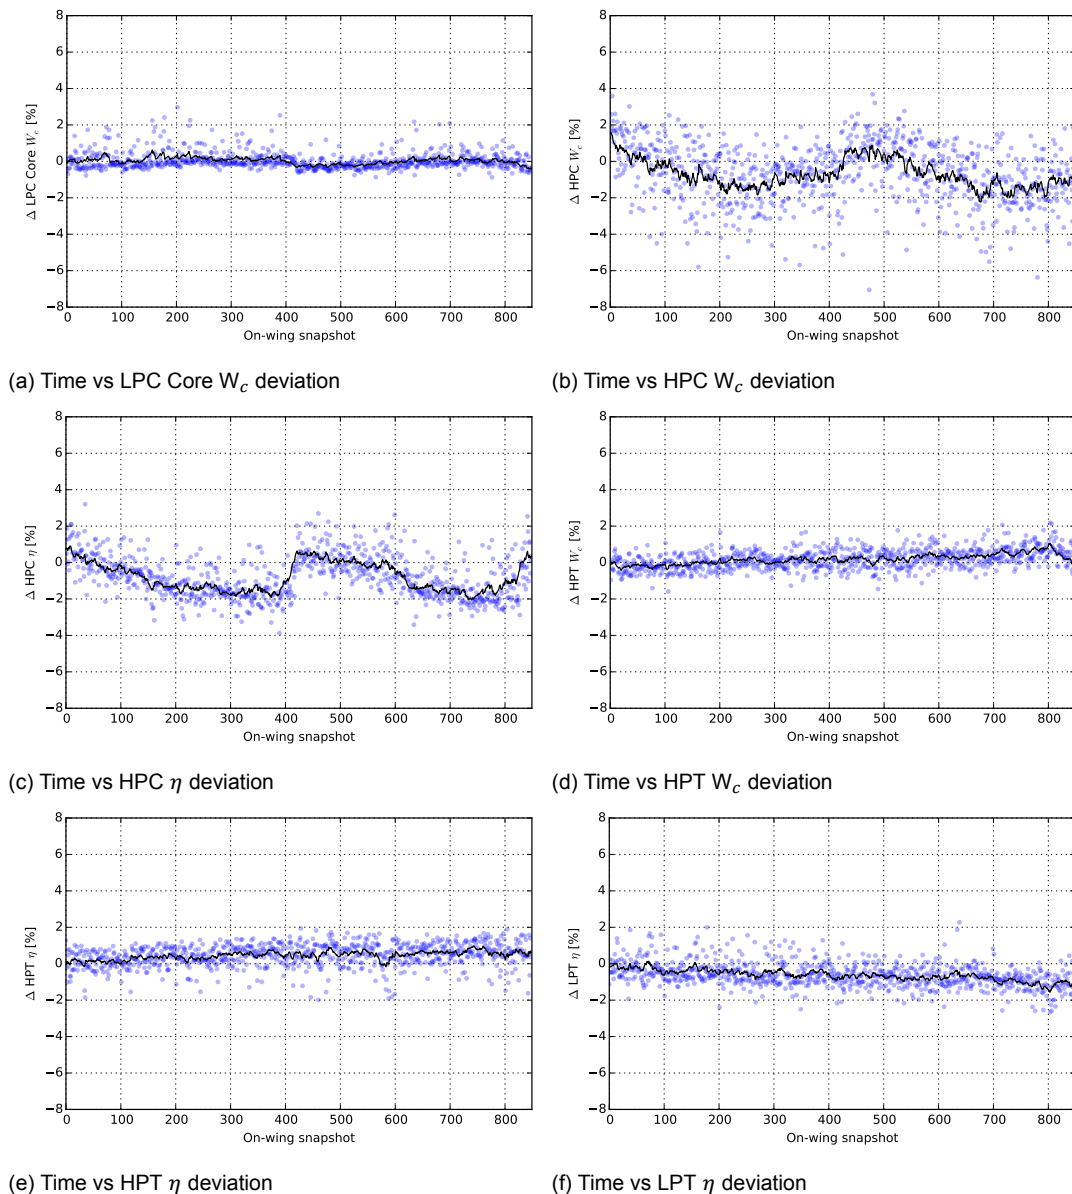 8
6
4
2
0
−2
−4
−6
−8
Δ LPC Core W_c [%]
0 100 200 300 400 500 600 700 800
On-wing snapshot
(a) Time vs LPC Core W_c deviation
8
6
4
2
0
−2
−4
−6
−8
Δ HPC W_c [%]
0 100 200 300 400 500 600 700 800
On-wing snapshot
(b) Time vs HPC W_c deviation
8
6
4
2
0
−2
−4
−6
−8
Δ HPC η [%]
0 100 200 300 400 500 600 700 800
On-wing snapshot
(c) Time vs HPC η deviation
8
6
4
2
0
−2
−4
−6
−8
Δ HPT W_c [%]
0 100 200 300 400 500 600 700 800
On-wing snapshot
(d) Time vs HPT W_c deviation
8
6
4
2
0
−2
−4
−6
−8
Δ HPT η [%]
0 100 200 300 400 500 600 700 800
On-wing snapshot
(e) Time vs HPT η deviation
8
6
4
2
0
−2
−4
−6
−8
Δ LPT η [%]
0 100 200 300 400 500 600 700 800
On-wing snapshot
(f) Time vs LPT η deviation